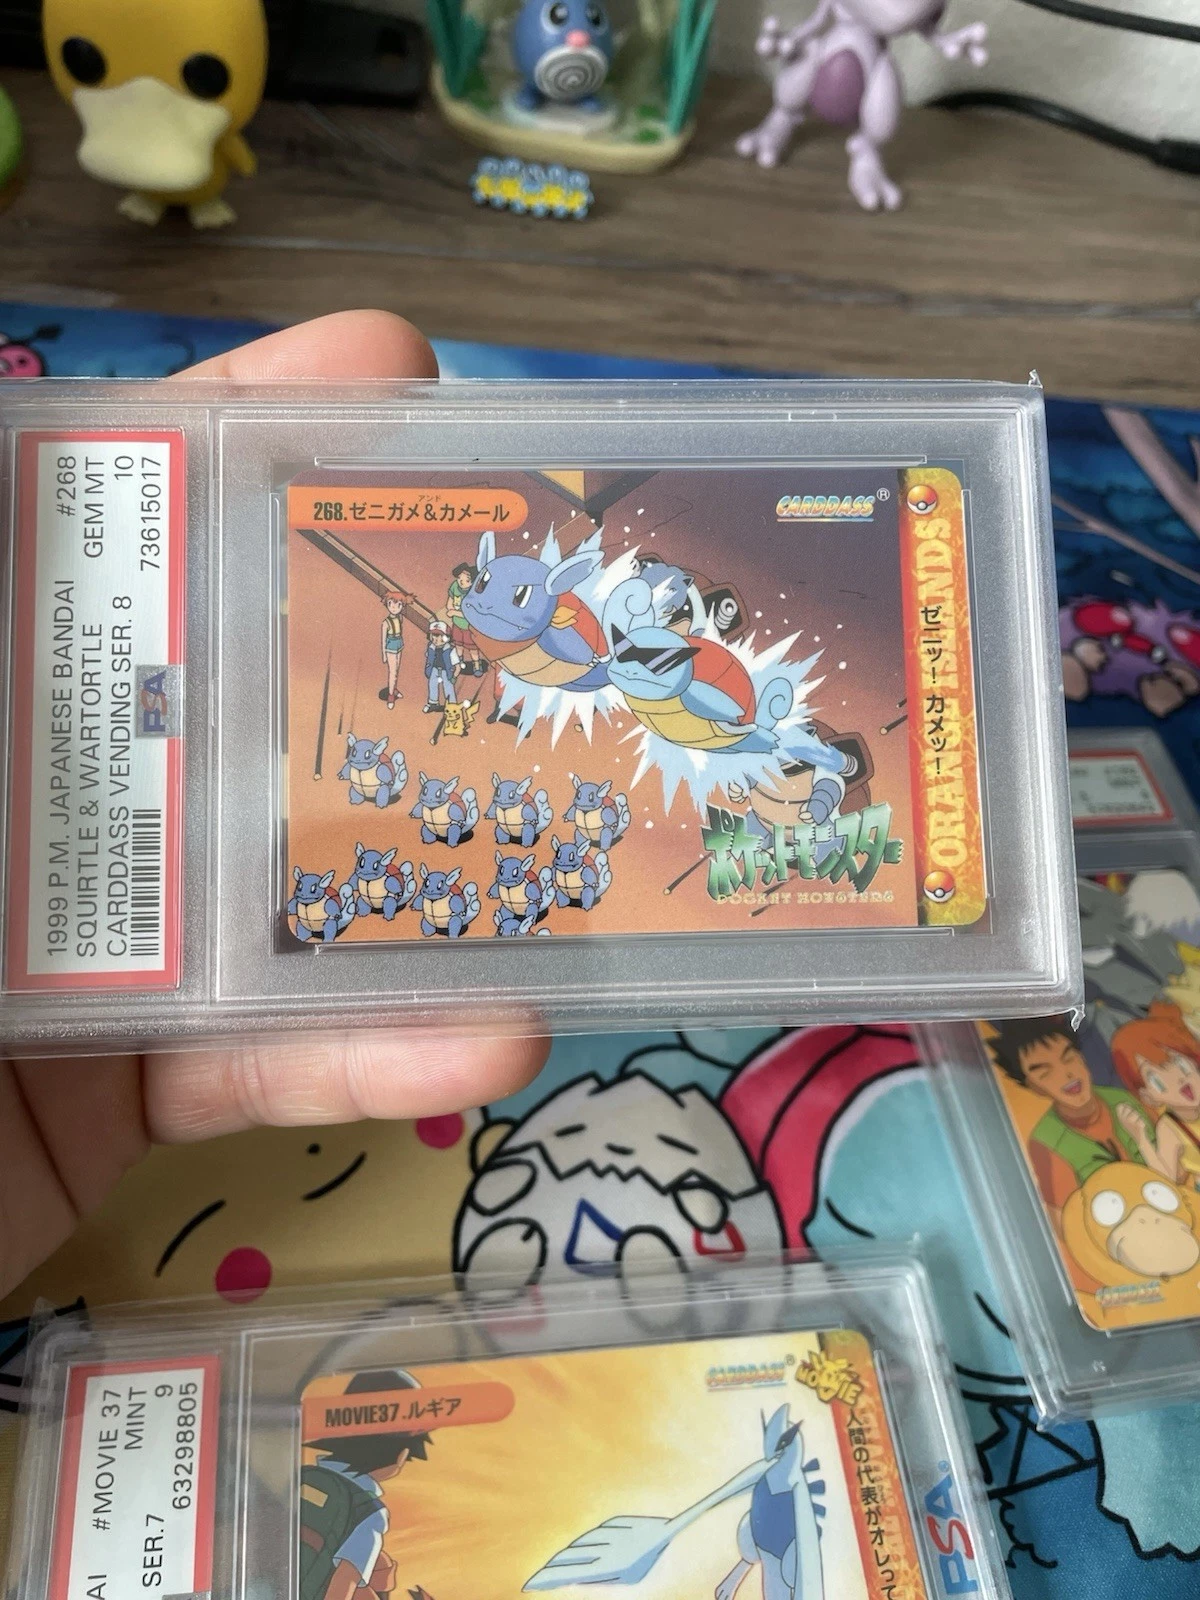 1999 P.M. JAPANESE BANDAI #268
SQUIRTLE & WARTORTLE GEM MT
CARDDASS VENDING SER. 8 10
73615017
PSA
268.ゼニガメ&カメール
アンド
CARDDASS®
ゼニッ! カメッ!
ポケットモンスター
POCKET MONSTERS
#MOVIE 37
MINT
SER.7 9
63298805
MOVIE37.ルギア
CARDDASS®
MOVIE
人間の代表がオレって
PSA